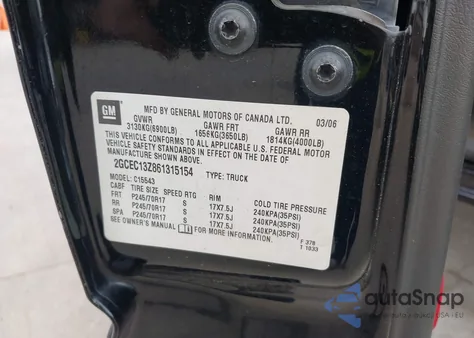 GM
MFD BY GENERAL MOTORS OF CANADA LTD. 03/06
GVWR GAWR FRT GAWR RR
3130KG(6900LB) 1656KG(3650LB) 1814KG(4000LB)
THIS VEHICLE CONFORMS TO ALL APPLICABLE U.S. FEDERAL MOTOR
VEHICLE SAFETY STANDARDS IN EFFECT ON THE DATE OF
MANUFACTURE SHOWN ABOVE.
2GCEC13Z861315154 TYPE: TRUCK
MODEL: C15543
CABF TIRE SIZE SPEED RTG RIM COLD TIRE PRESSURE
FRT P245/70R17 S 17X7.5J 240KPA(35PSI)
RR P245/70R17 S 17X7.5J 240KPA(35PSI)
SPA P245/70R17 S 17X7.5J 240KPA(35PSI)
SEE OWNER'S MANUAL FOR MORE INFORMATION
F 378
T 1033
autaSnap